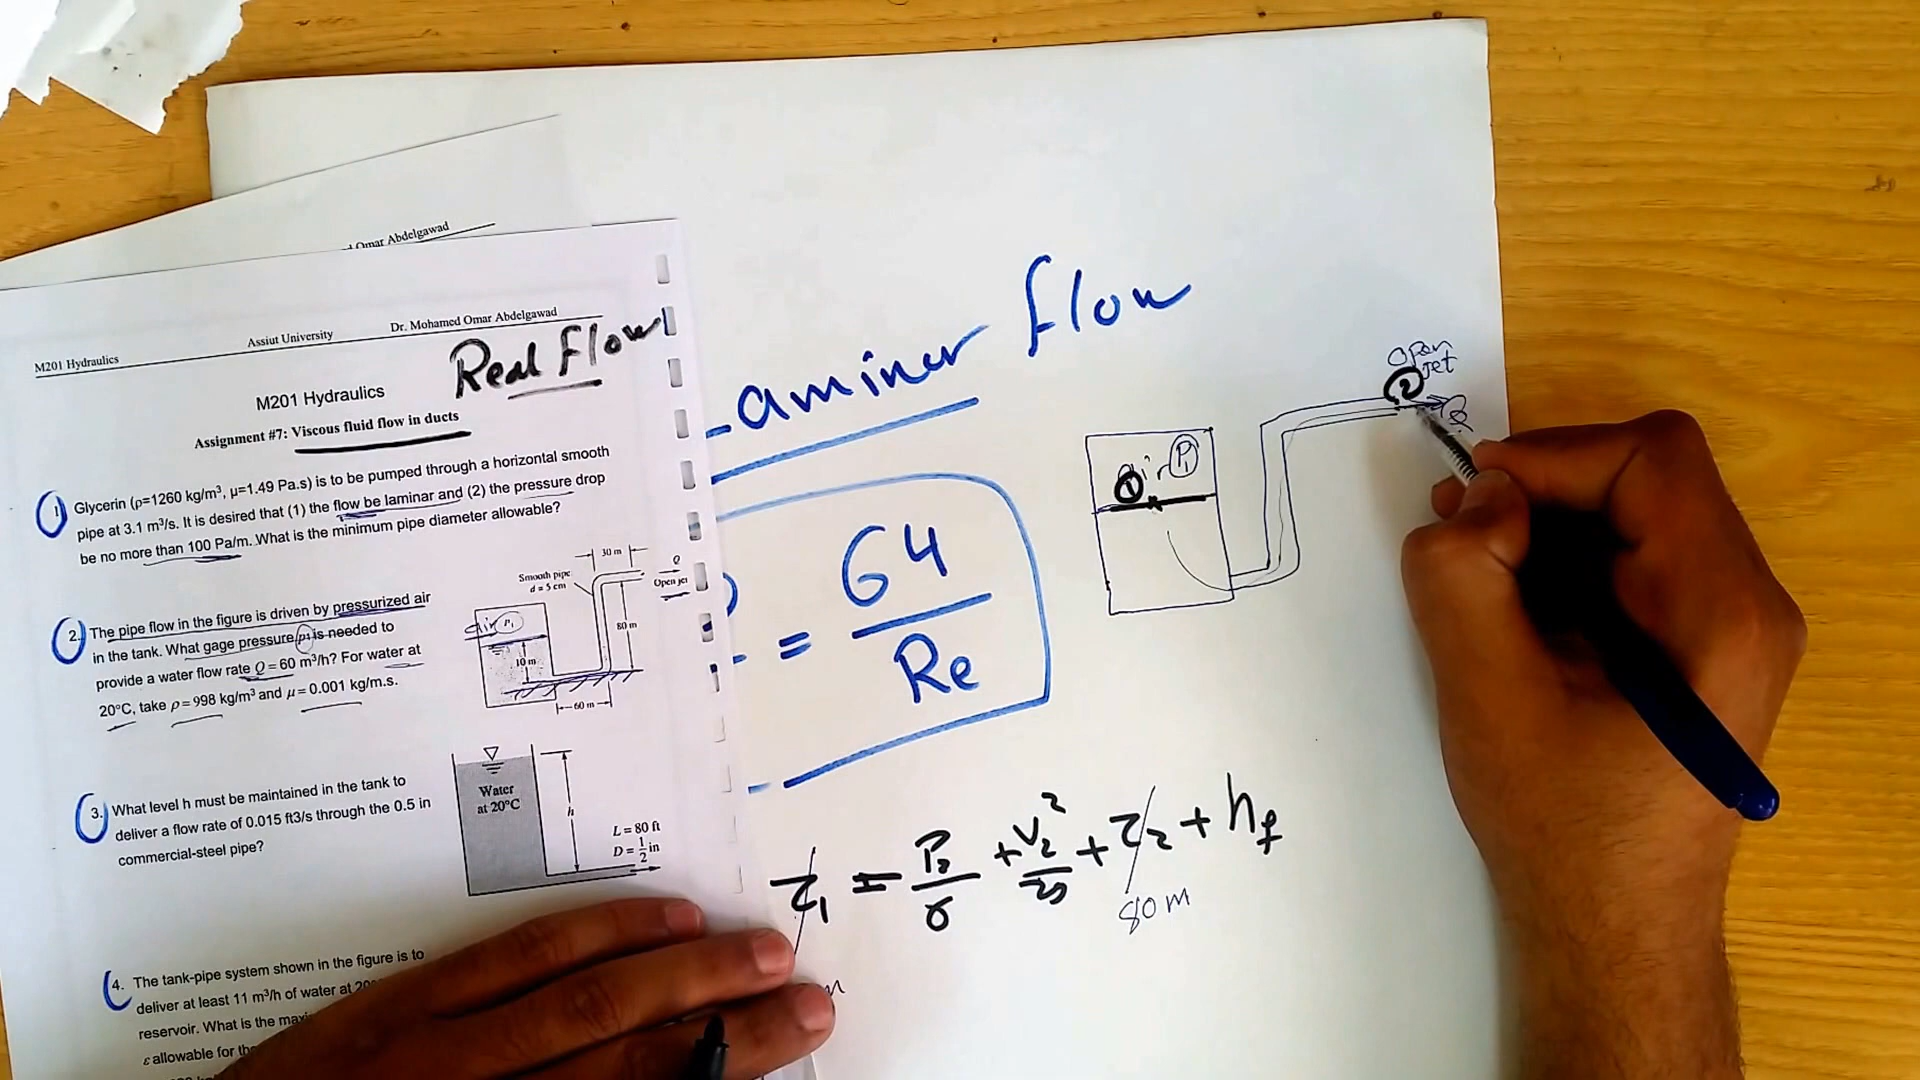 Omar Abdelgawad
M201 Hydraulics
Assiut University
Dr. Mohamed Omar Abdelgawad
Real Flow
M201 Hydraulics
Assignment #7: Viscous fluid flow in ducts
1. Glycerin (ρ=1260 kg/m³, μ=1.49 Pa.s) is to be pumped through a horizontal smooth
pipe at 3.1 m³/s. It is desired that (1) the flow be laminar and (2) the pressure drop
be no more than 100 Pa/m. What is the minimum pipe diameter allowable?
2. The pipe flow in the figure is driven by pressurized air
in the tank. What gage pressure p1 is needed to
provide a water flow rate Q = 60 m³/h? For water at
20°C, take ρ = 998 kg/m³ and μ = 0.001 kg/m.s.
30 m
Smooth pipe
d = 5 cm
Q
Open jet
air P₁
80 m
10 m
60 m
3. What level h must be maintained in the tank to
deliver a flow rate of 0.015 ft3/s through the 0.5 in
commercial-steel pipe?
Water
at 20°C
h
L = 80 ft
D = 1/2 in
4. The tank-pipe system shown in the figure is to
deliver at least 11 m³/h of water at
reservoir. What is the
ε allowable for
aminer flow
= 64/Re
Open
Jet
2
Q
air P₁
1
Z₁ = P₂/γ + V₂²/2g + Z₂ + hf
80 m
m